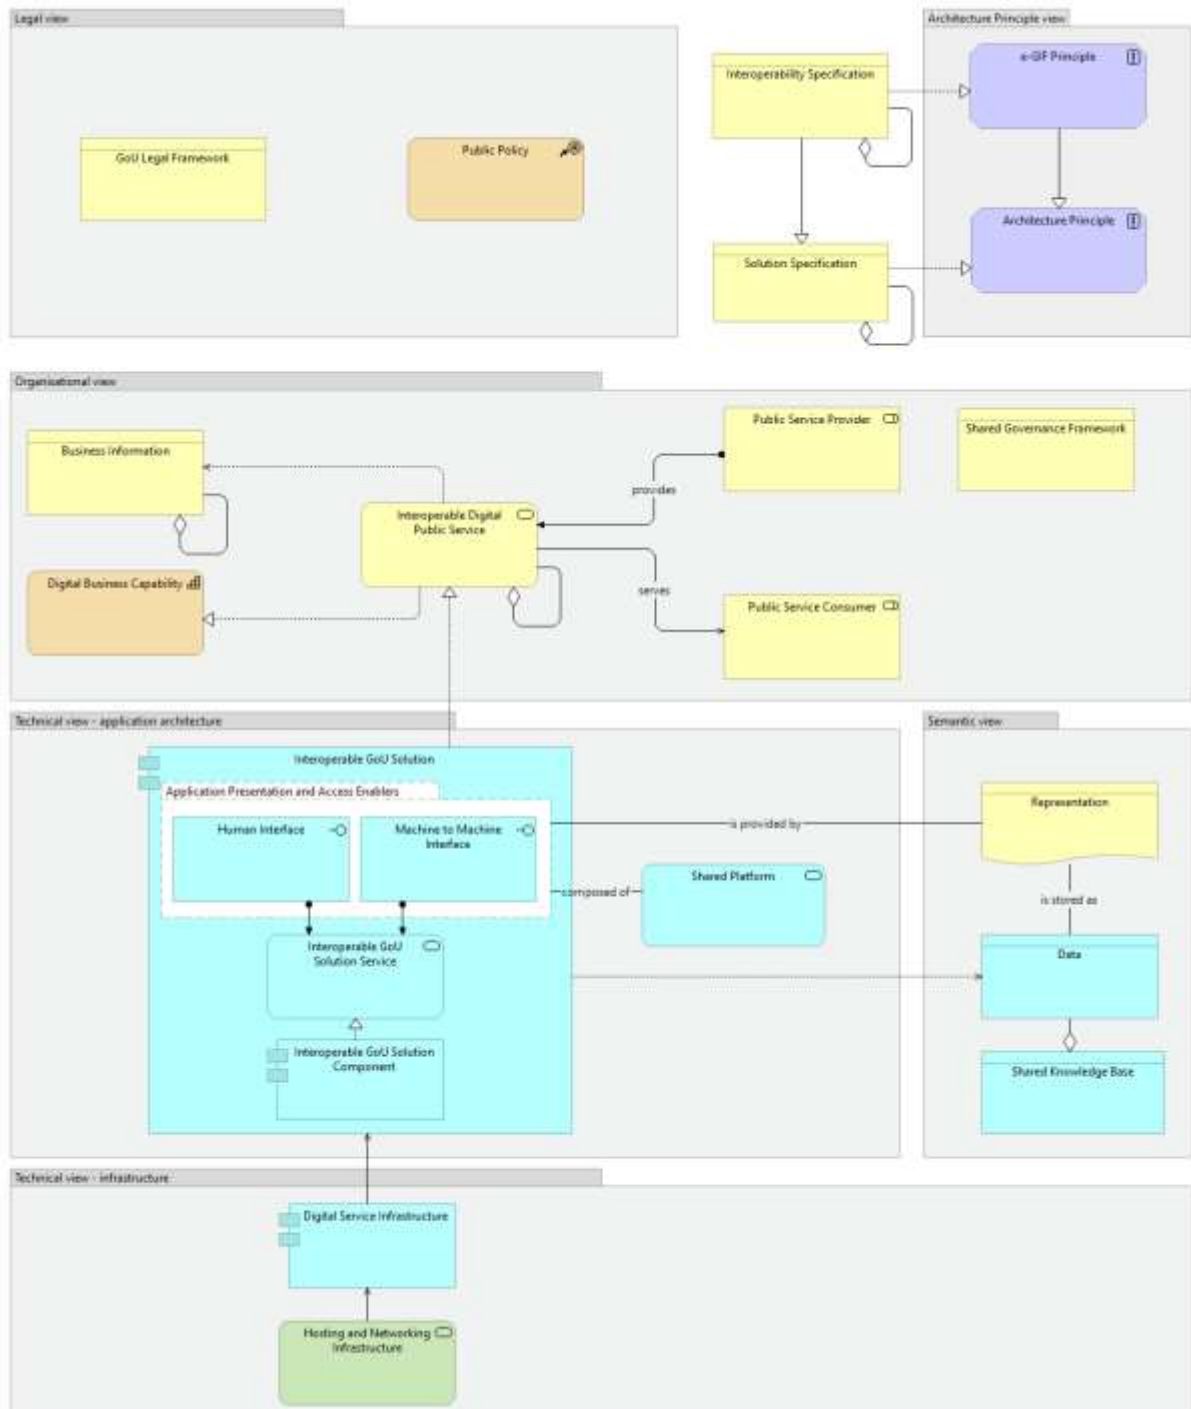 Legal view
Architecture Principle view
GoU Legal Framework
Public Policy
Interoperability Specification
e-GIF Principle
Solution Specification
Architecture Principle
Organisational view
Business Information
Interoperable Digital
Public Service
Public Service Provider
Shared Governance Framework
provides
Digital Business Capability
serves
Public Service Consumer
Technical view - application architecture
Semantic view
Interoperable GoU Solution
Application Presentation and Access Enablers
Human Interface
Machine to Machine
Interface
is provided by
Representation
Shared Platform
composed of
is stored as
Interoperable GoU
Solution Service
Data
Interoperable GoU Solution
Component
Shared Knowledge Base
Technical view - infrastructure
Digital Service Infrastructure
Hosting and Networking
Infrastructure